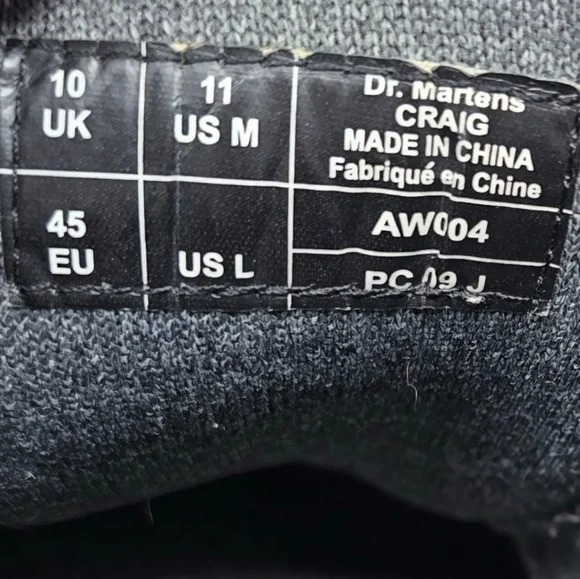 10
UK
11
US M
Dr. Martens
CRAIG
MADE IN CHINA
Fabriqué en Chine
45
EU
US L
AW004
PC 09 J